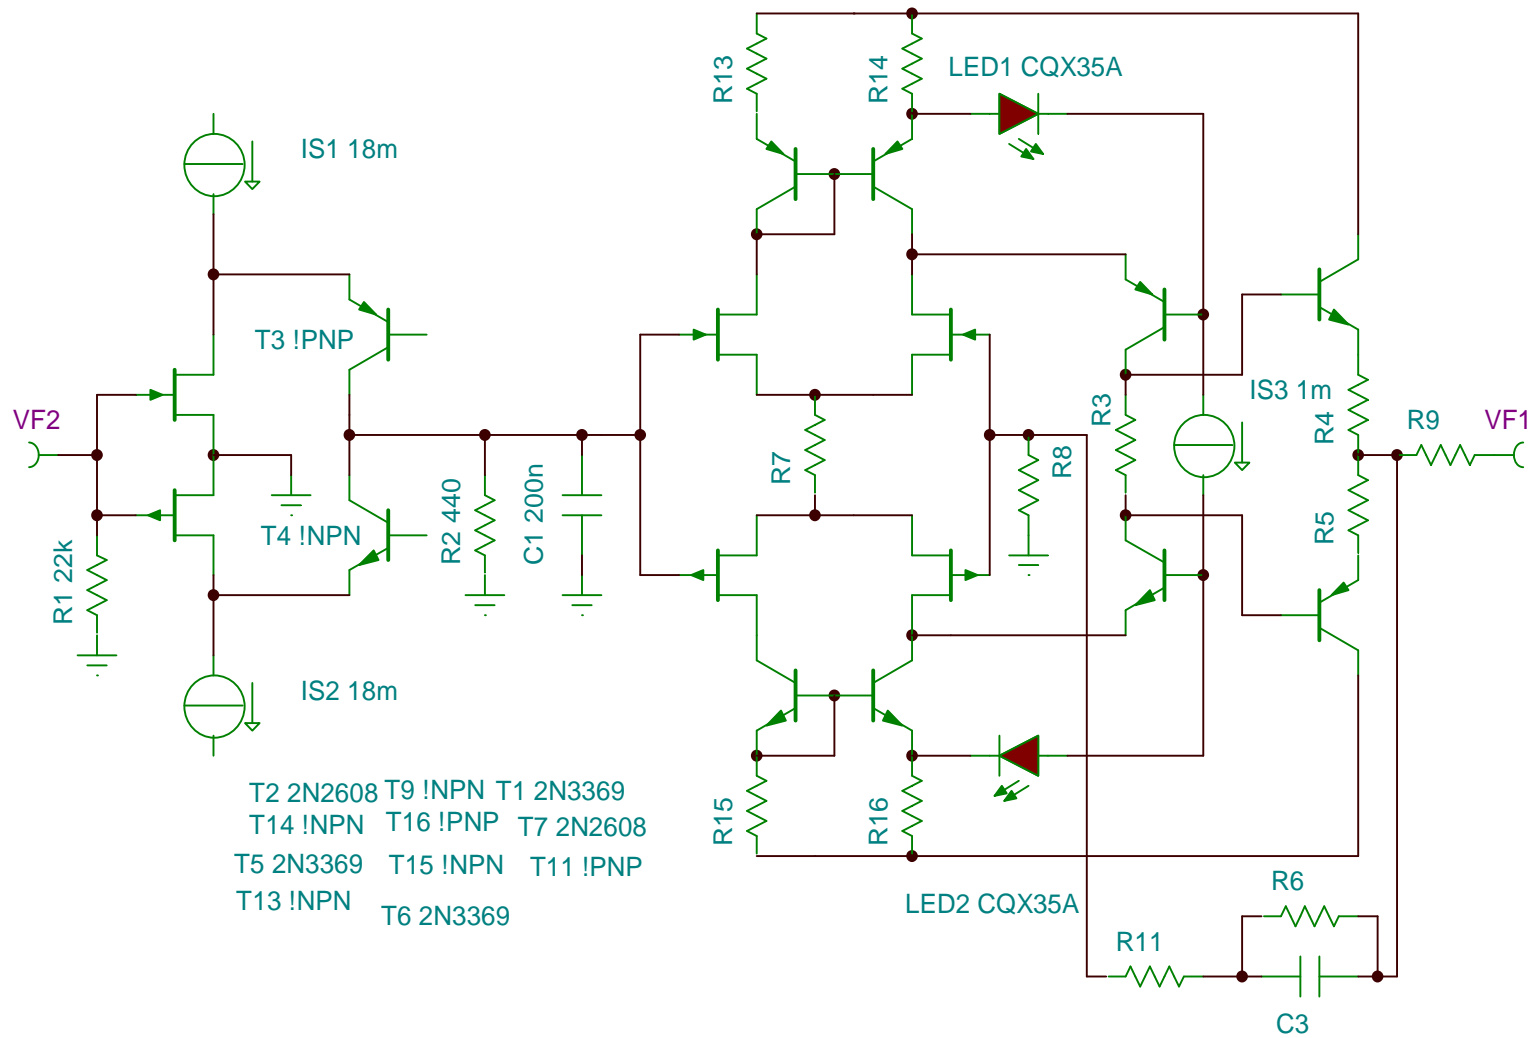 R13
R14
LED1 CQX35A
IS1 18m
T3 !PNP
VF2
IS3 1m
R3
R4
R9
VF1
R7
R8
R2 440
C1 200n
T4 !NPN
R5
R1 22k
IS2 18m
T2 2N2608 T9 !NPN T1 2N3369
T14 !NPN T16 !PNP T7 2N2608
T5 2N3369 T15 !NPN T11 !PNP
T13 !NPN T6 2N3369
R15
R16
LED2 CQX35A
R6
R11
C3